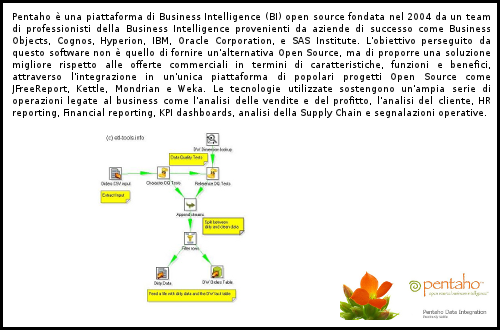 Pentaho è una piattaforma di Business Intelligence (BI) open source fondata nel 2004 da un team
di professionisti della Business Intelligence provenienti da aziende di successo come Business
Objects, Cognos, Hyperion, IBM, Oracle Corporation, e SAS Institute. L'obiettivo perseguito da
questo software non è quello di fornire un'alternativa Open Source, ma di proporre una soluzione
migliore rispetto alle offerte commerciali in termini di caratteristiche, funzioni e benefici,
attraverso l'integrazione in un'unica piattaforma di popolari progetti Open Source come
JFreeReport, Kettle, Mondrian e Weka. Le tecnologie utilizzate sostengono un'ampia serie di
operazioni legate al business come l'analisi delle vendite e del profitto, l'analisi del cliente, HR
reporting, Financial reporting, KPI dashboards, analisi della Supply Chain e segnalazioni operative.
(c) etl-tools.info
DW Dimension lookup
Data Quality Tests
Orders CSV input
Character DQ Tests
Reference DQ Tests
Extract Input
Append streams
Split between
dirty and clean data
Filter rows
Dirty Data
DW Orders Table
Feed a file with dirty data and the DW fact table
pentaho
Pentaho Data Integration